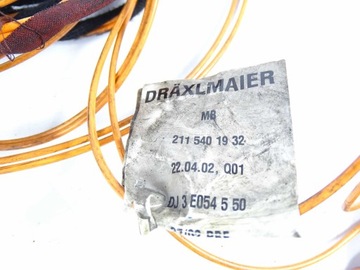 DRÄXLMAIER
MB
211 540 19 32
22.04.02, Q01
DJ 3 E054 5 50